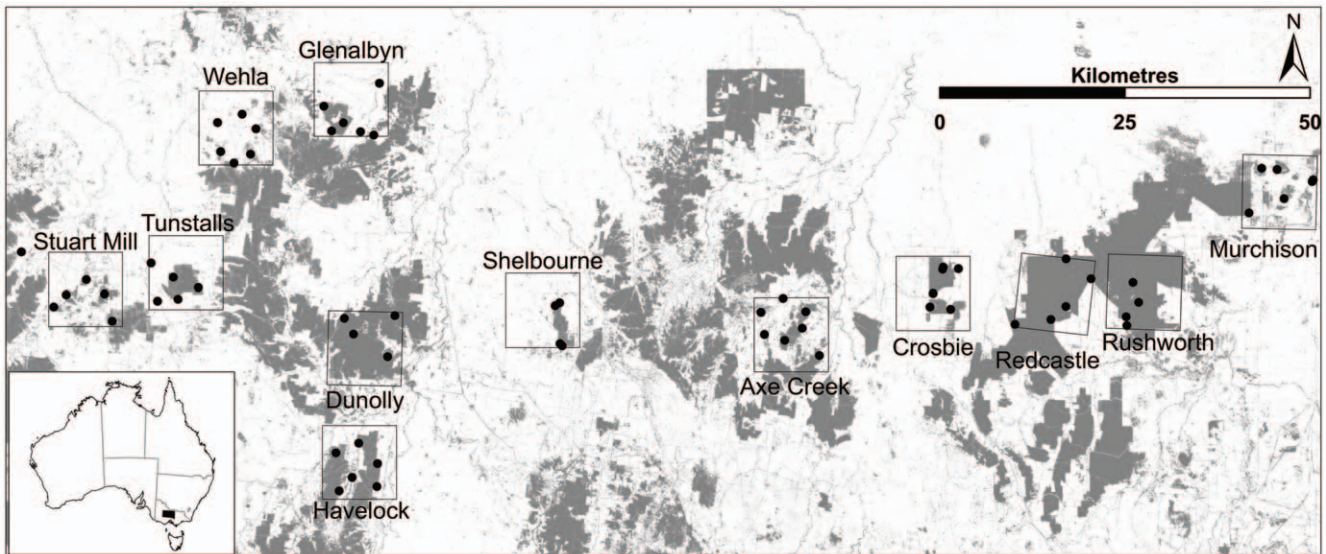 Glenalbyn
Wehla
N
Kilometres
0 25 50
Tunstalls
Stuart Mill
Shelbourne
Murchison
Crosbie
Redcastle
Rushworth
Axe Creek
Dunolly
Havelock